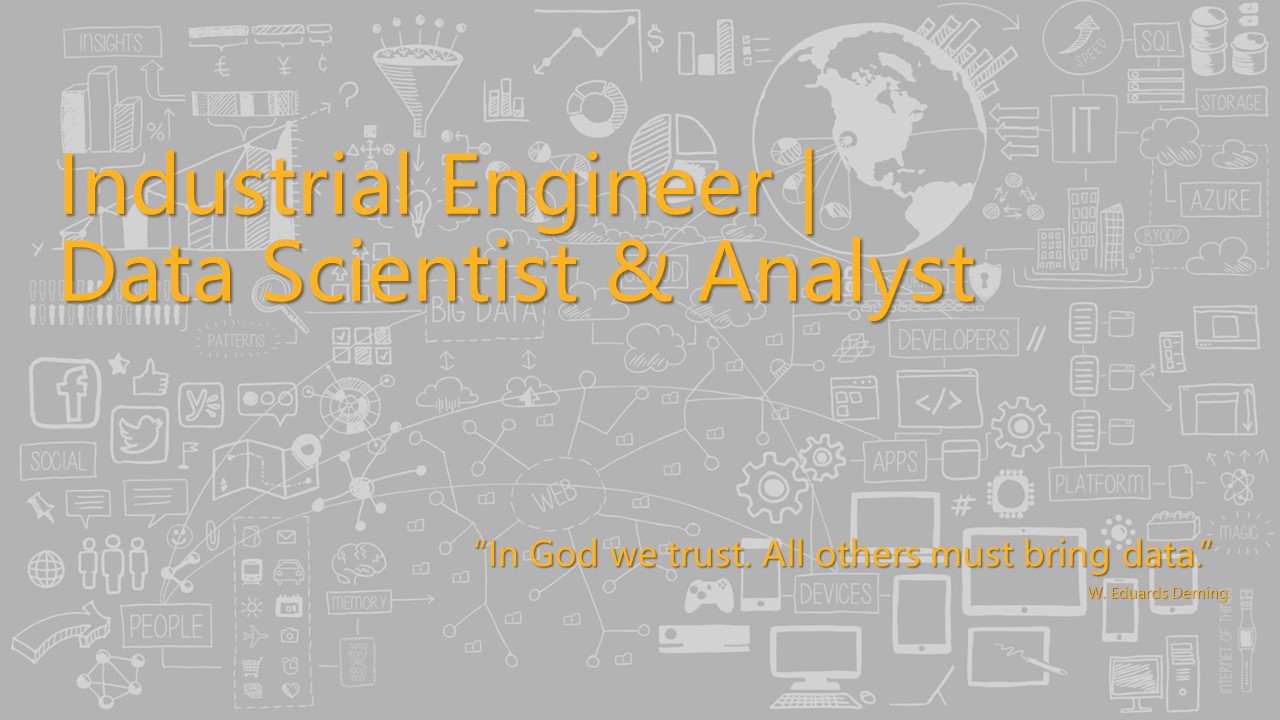 INSIGHTS
SPEED
SQL
IT
STORAGE
Industrial Engineer |
AZURE
BYOD?
Data Scientist & Analyst
BIG DATA
PATTERNS
DEVELOPERS
</>
SOCIAL
APPS
#
PLATFORM
WEB
MAGIC
“In God we trust. All others must bring data.”
W. Eduards Deming
MEMORY
DEVICES
PEOPLE
INTERNET OF